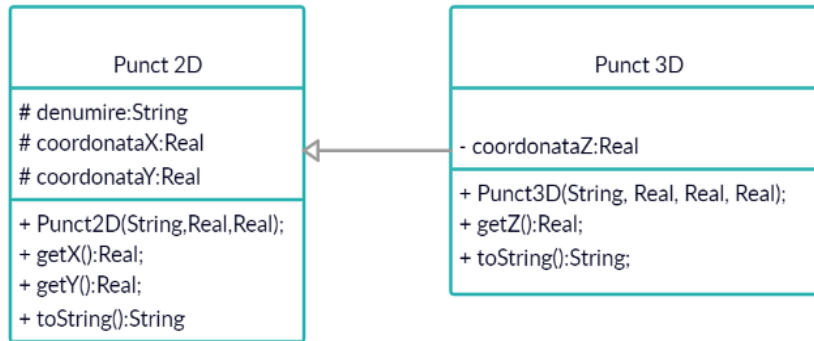 Punct 2D
# denumire:String
# coordonataX:Real
# coordonataY:Real
+ Punct2D(String,Real,Real);
+ getX():Real;
+ getY():Real;
+ toString():String
Punct 3D
- coordonataZ:Real
+ Punct3D(String, Real, Real, Real);
+ getZ():Real;
+ toString():String;